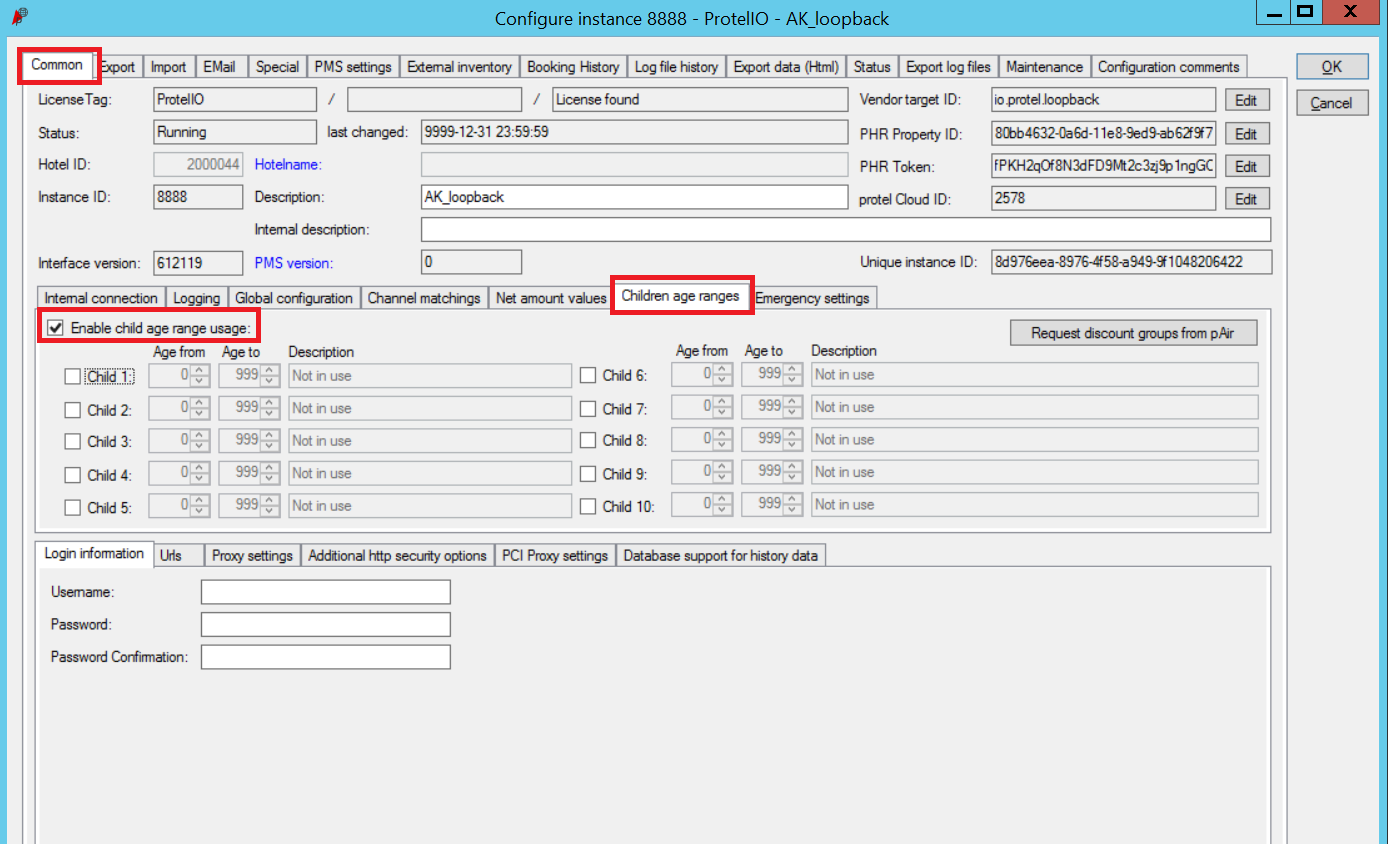 Configure instance 8888 - ProtelIO - AK_loopback
Common Export Import EMail Special PMS settings External inventory Booking History Log file history Export data (Html) Status Export log files Maintenance Configuration comments
OK
Cancel
LicenseTag: ProtelIO / / License found Vendor target ID: io.protel.loopback Edit
Status: Running last changed: 9999-12-31 23:59:59 PHR Property ID: 80bb4632-0a6d-11e8-9ed9-ab62f9f7 Edit
Hotel ID: 2000044 Hotelname: PHR Token: fPKH2qOf8N3dFD9Mt2c3zj9p1ngGC Edit
Instance ID: 8888 Description: AK_loopback protel Cloud ID: 2578 Edit
Internal description:
Interface version: 612119 PMS version: 0 Unique instance ID: 8d976eea-8976-4f58-a949-9f1048206422
Internal connection Logging Global configuration Channel matchings Net amount values Children age ranges Emergency settings
Enable child age range usage: Request discount groups from pAir
Age from Age to Description Age from Age to Description
Child 1: 0 999 Not in use Child 6: 0 999 Not in use
Child 2: 0 999 Not in use Child 7: 0 999 Not in use
Child 3: 0 999 Not in use Child 8: 0 999 Not in use
Child 4: 0 999 Not in use Child 9: 0 999 Not in use
Child 5: 0 999 Not in use Child 10: 0 999 Not in use
Login information Urls Proxy settings Additional http security options PCI Proxy settings Database support for history data
Username:
Password:
Password Confirmation: